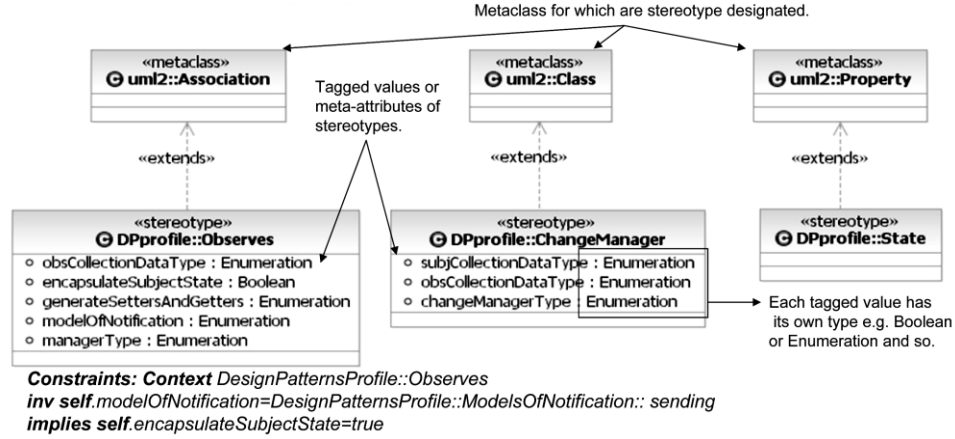 Metaclass for which are stereotype designated.
«metaclass»
C uml2::Association
«metaclass»
C uml2::Class
«metaclass»
C uml2::Property
Tagged values or
meta-attributes of
stereotypes.
«extends»
«extends»
«extends»
«stereotype»
C DPprofile::Observes
obsCollectionDataType : Enumeration
encapsulateSubjectState : Boolean
generateSettersAndGetters : Enumeration
modelOfNotification : Enumeration
managerType : Enumeration
«stereotype»
C DPprofile::ChangeManager
subjCollectionDataType : Enumeration
obsCollectionDataType : Enumeration
changeManagerType : Enumeration
«stereotype»
C DPprofile::State
Each tagged value has
its own type e.g. Boolean
or Enumeration and so.
Constraints: Context DesignPatternsProfile::Observes
inv self.modelOfNotification=DesignPatternsProfile::ModelsOfNotification:: sending
implies self.encapsulateSubjectState=true